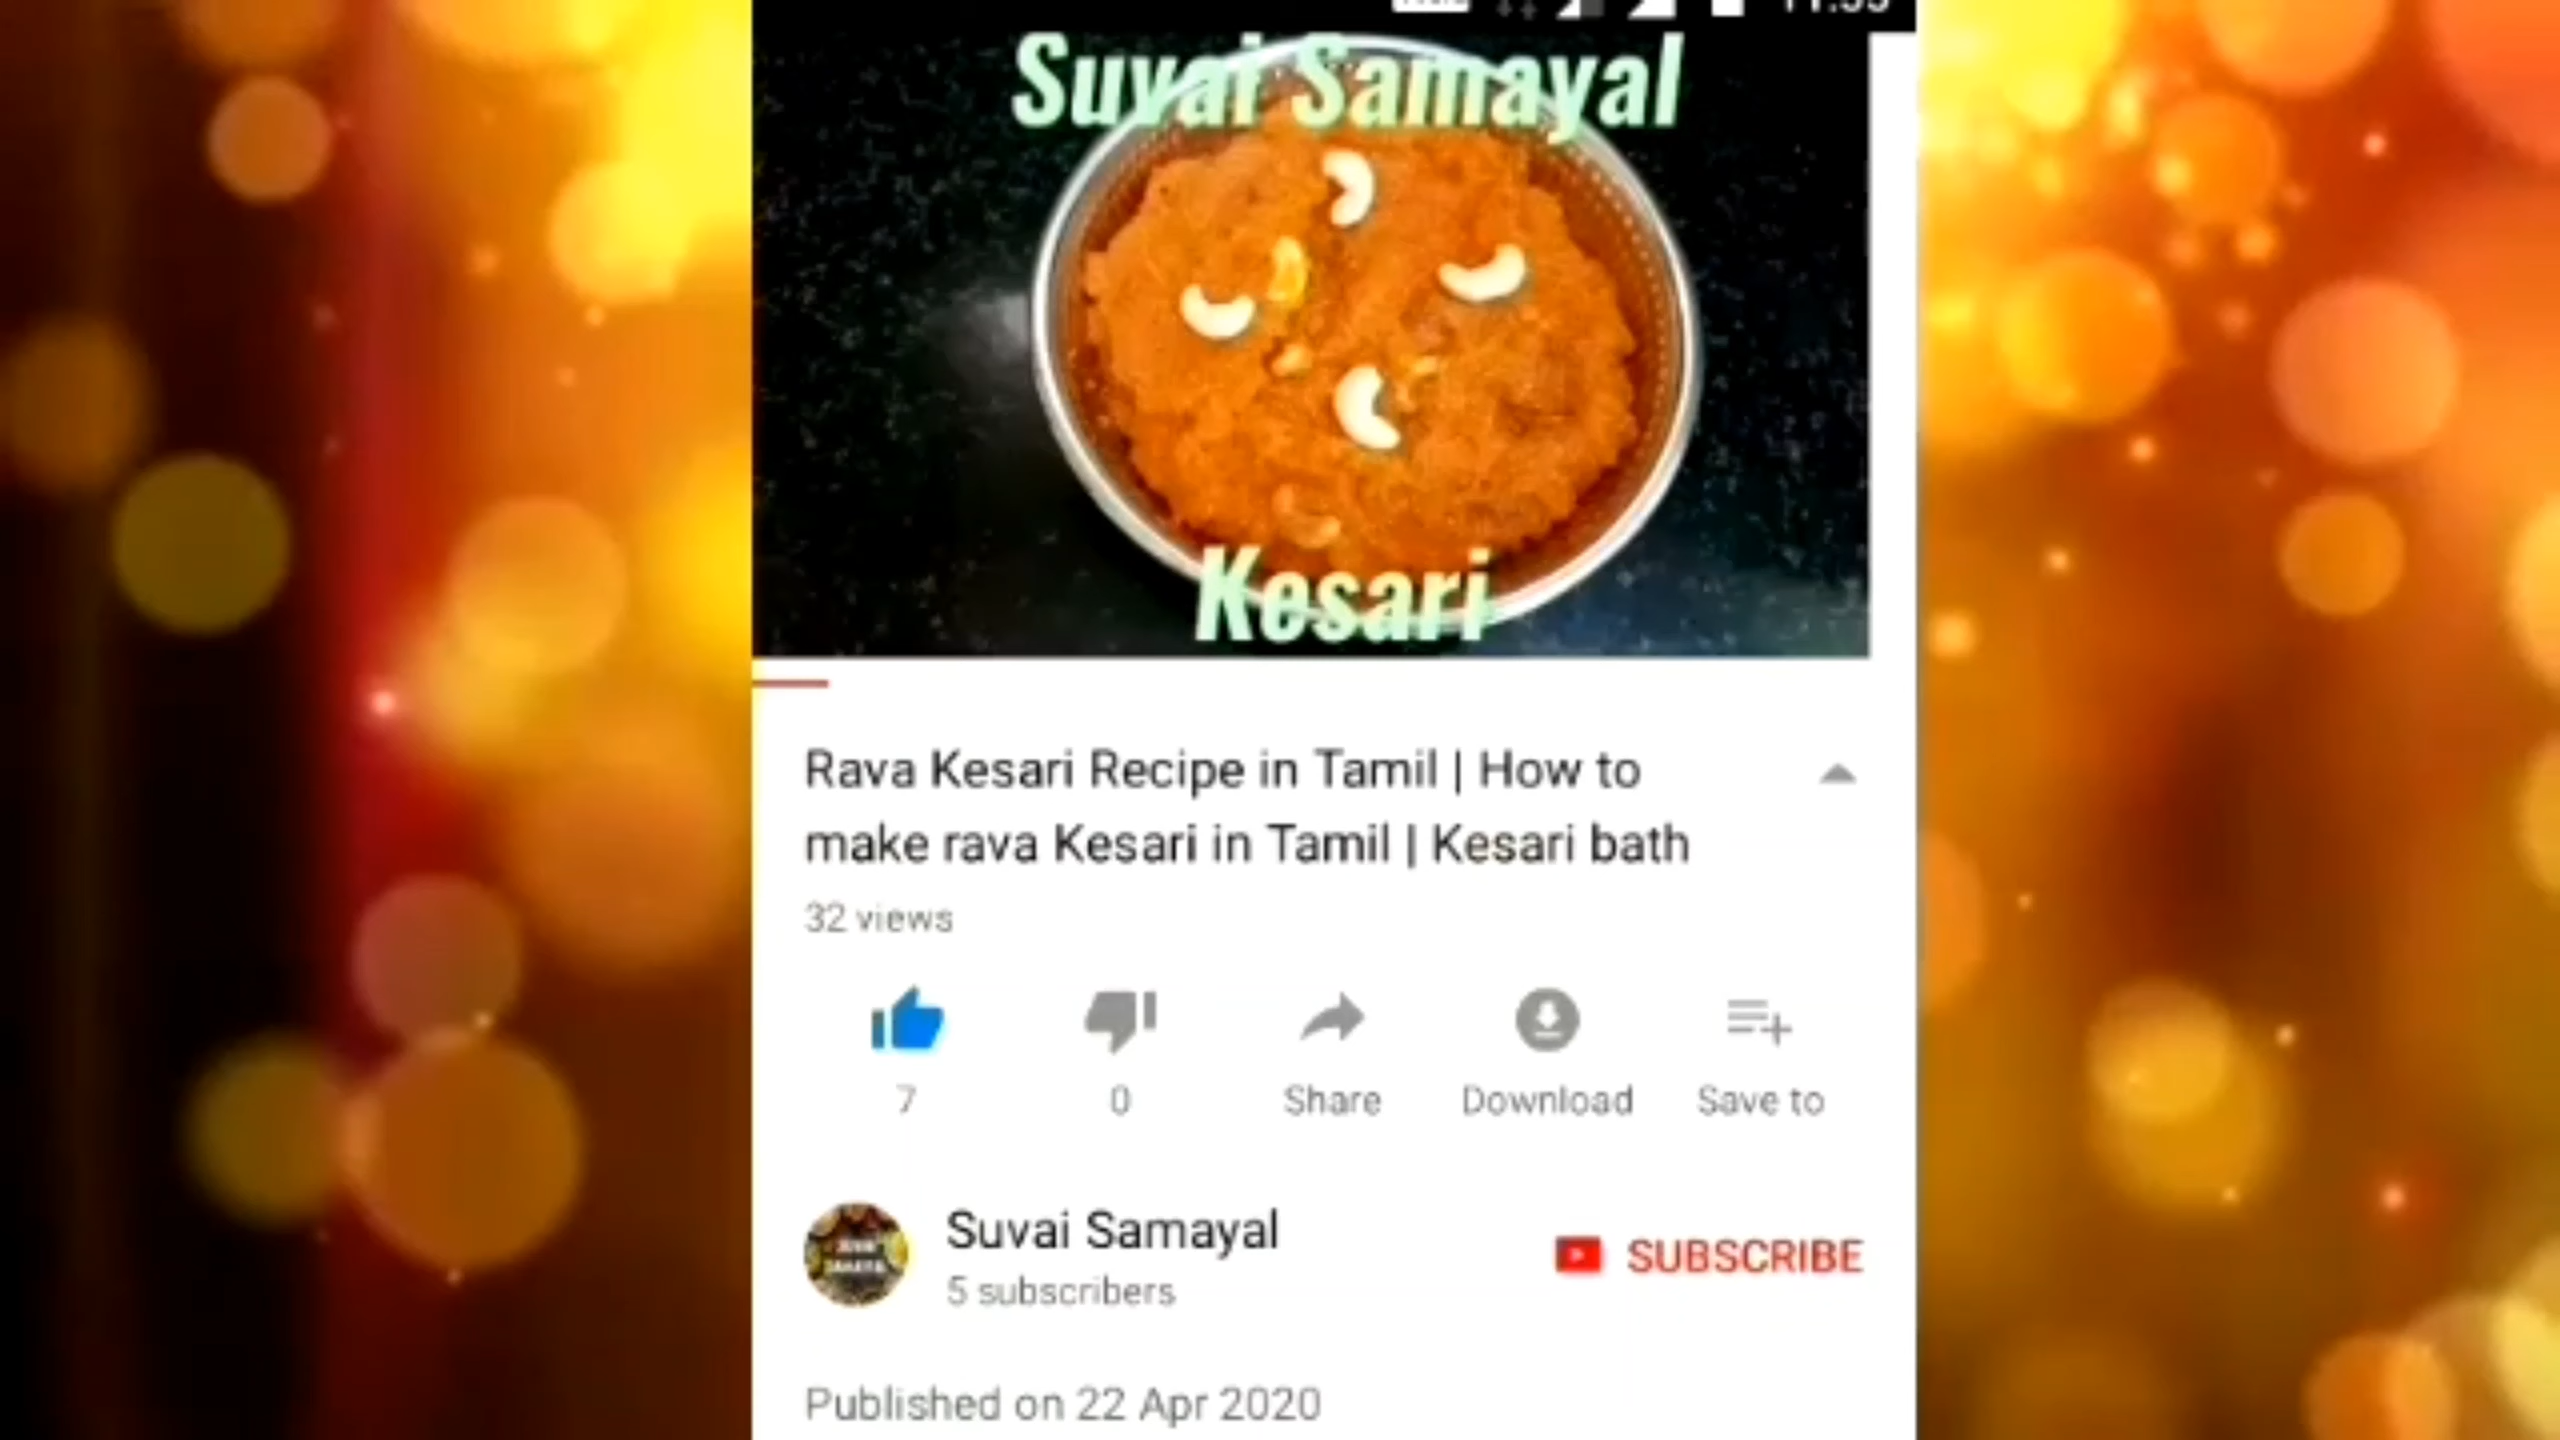 Suvai Samayal
Kesari
Rava Kesari Recipe in Tamil | How to
make rava Kesari in Tamil | Kesari bath
32 views
7
0
Share
Download
Save to
Suvai Samayal
5 subscribers
SUBSCRIBE
Published on 22 Apr 2020